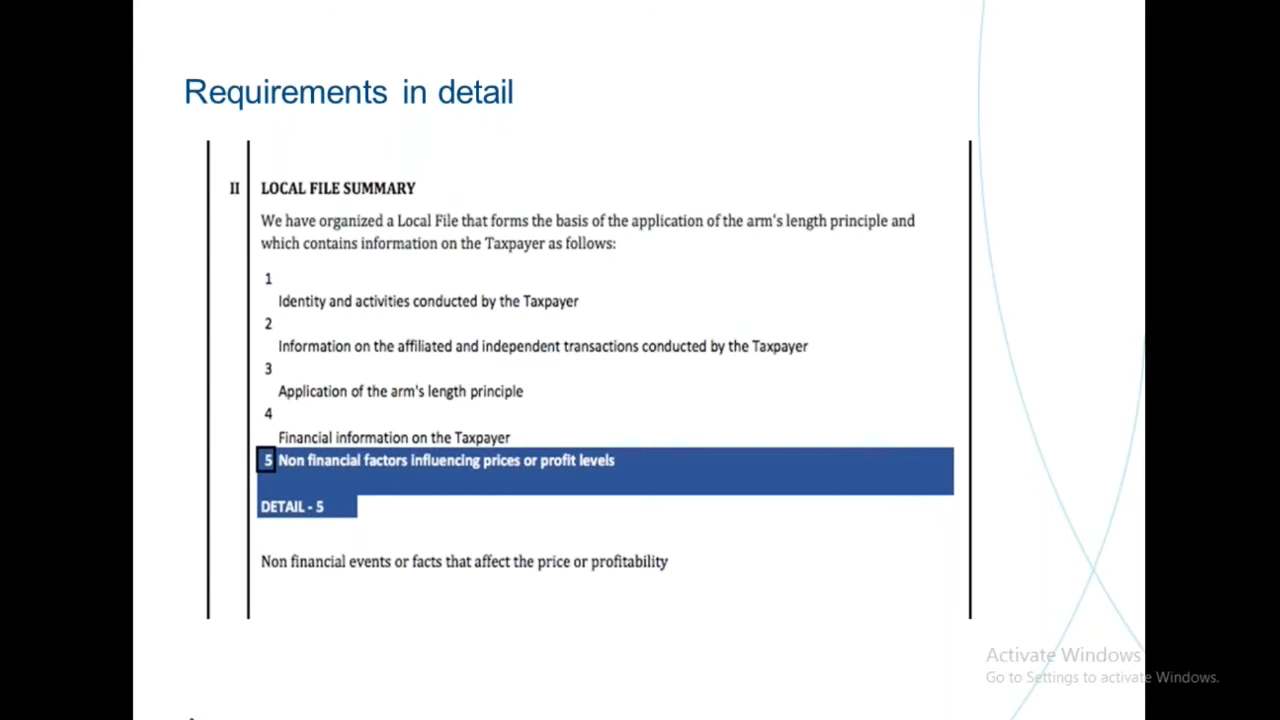 Requirements in detail
II LOCAL FILE SUMMARY
We have organized a Local File that forms the basis of the application of the arm's length principle and
which contains information on the Taxpayer as follows:
1
Identity and activities conducted by the Taxpayer
2
Information on the affiliated and independent transactions conducted by the Taxpayer
3
Application of the arm's length principle
4
Financial information on the Taxpayer
5 Non financial factors influencing prices or profit levels
DETAIL - 5
Non financial events or facts that affect the price or profitability
Activate Windows
Go to Settings to activate Windows.